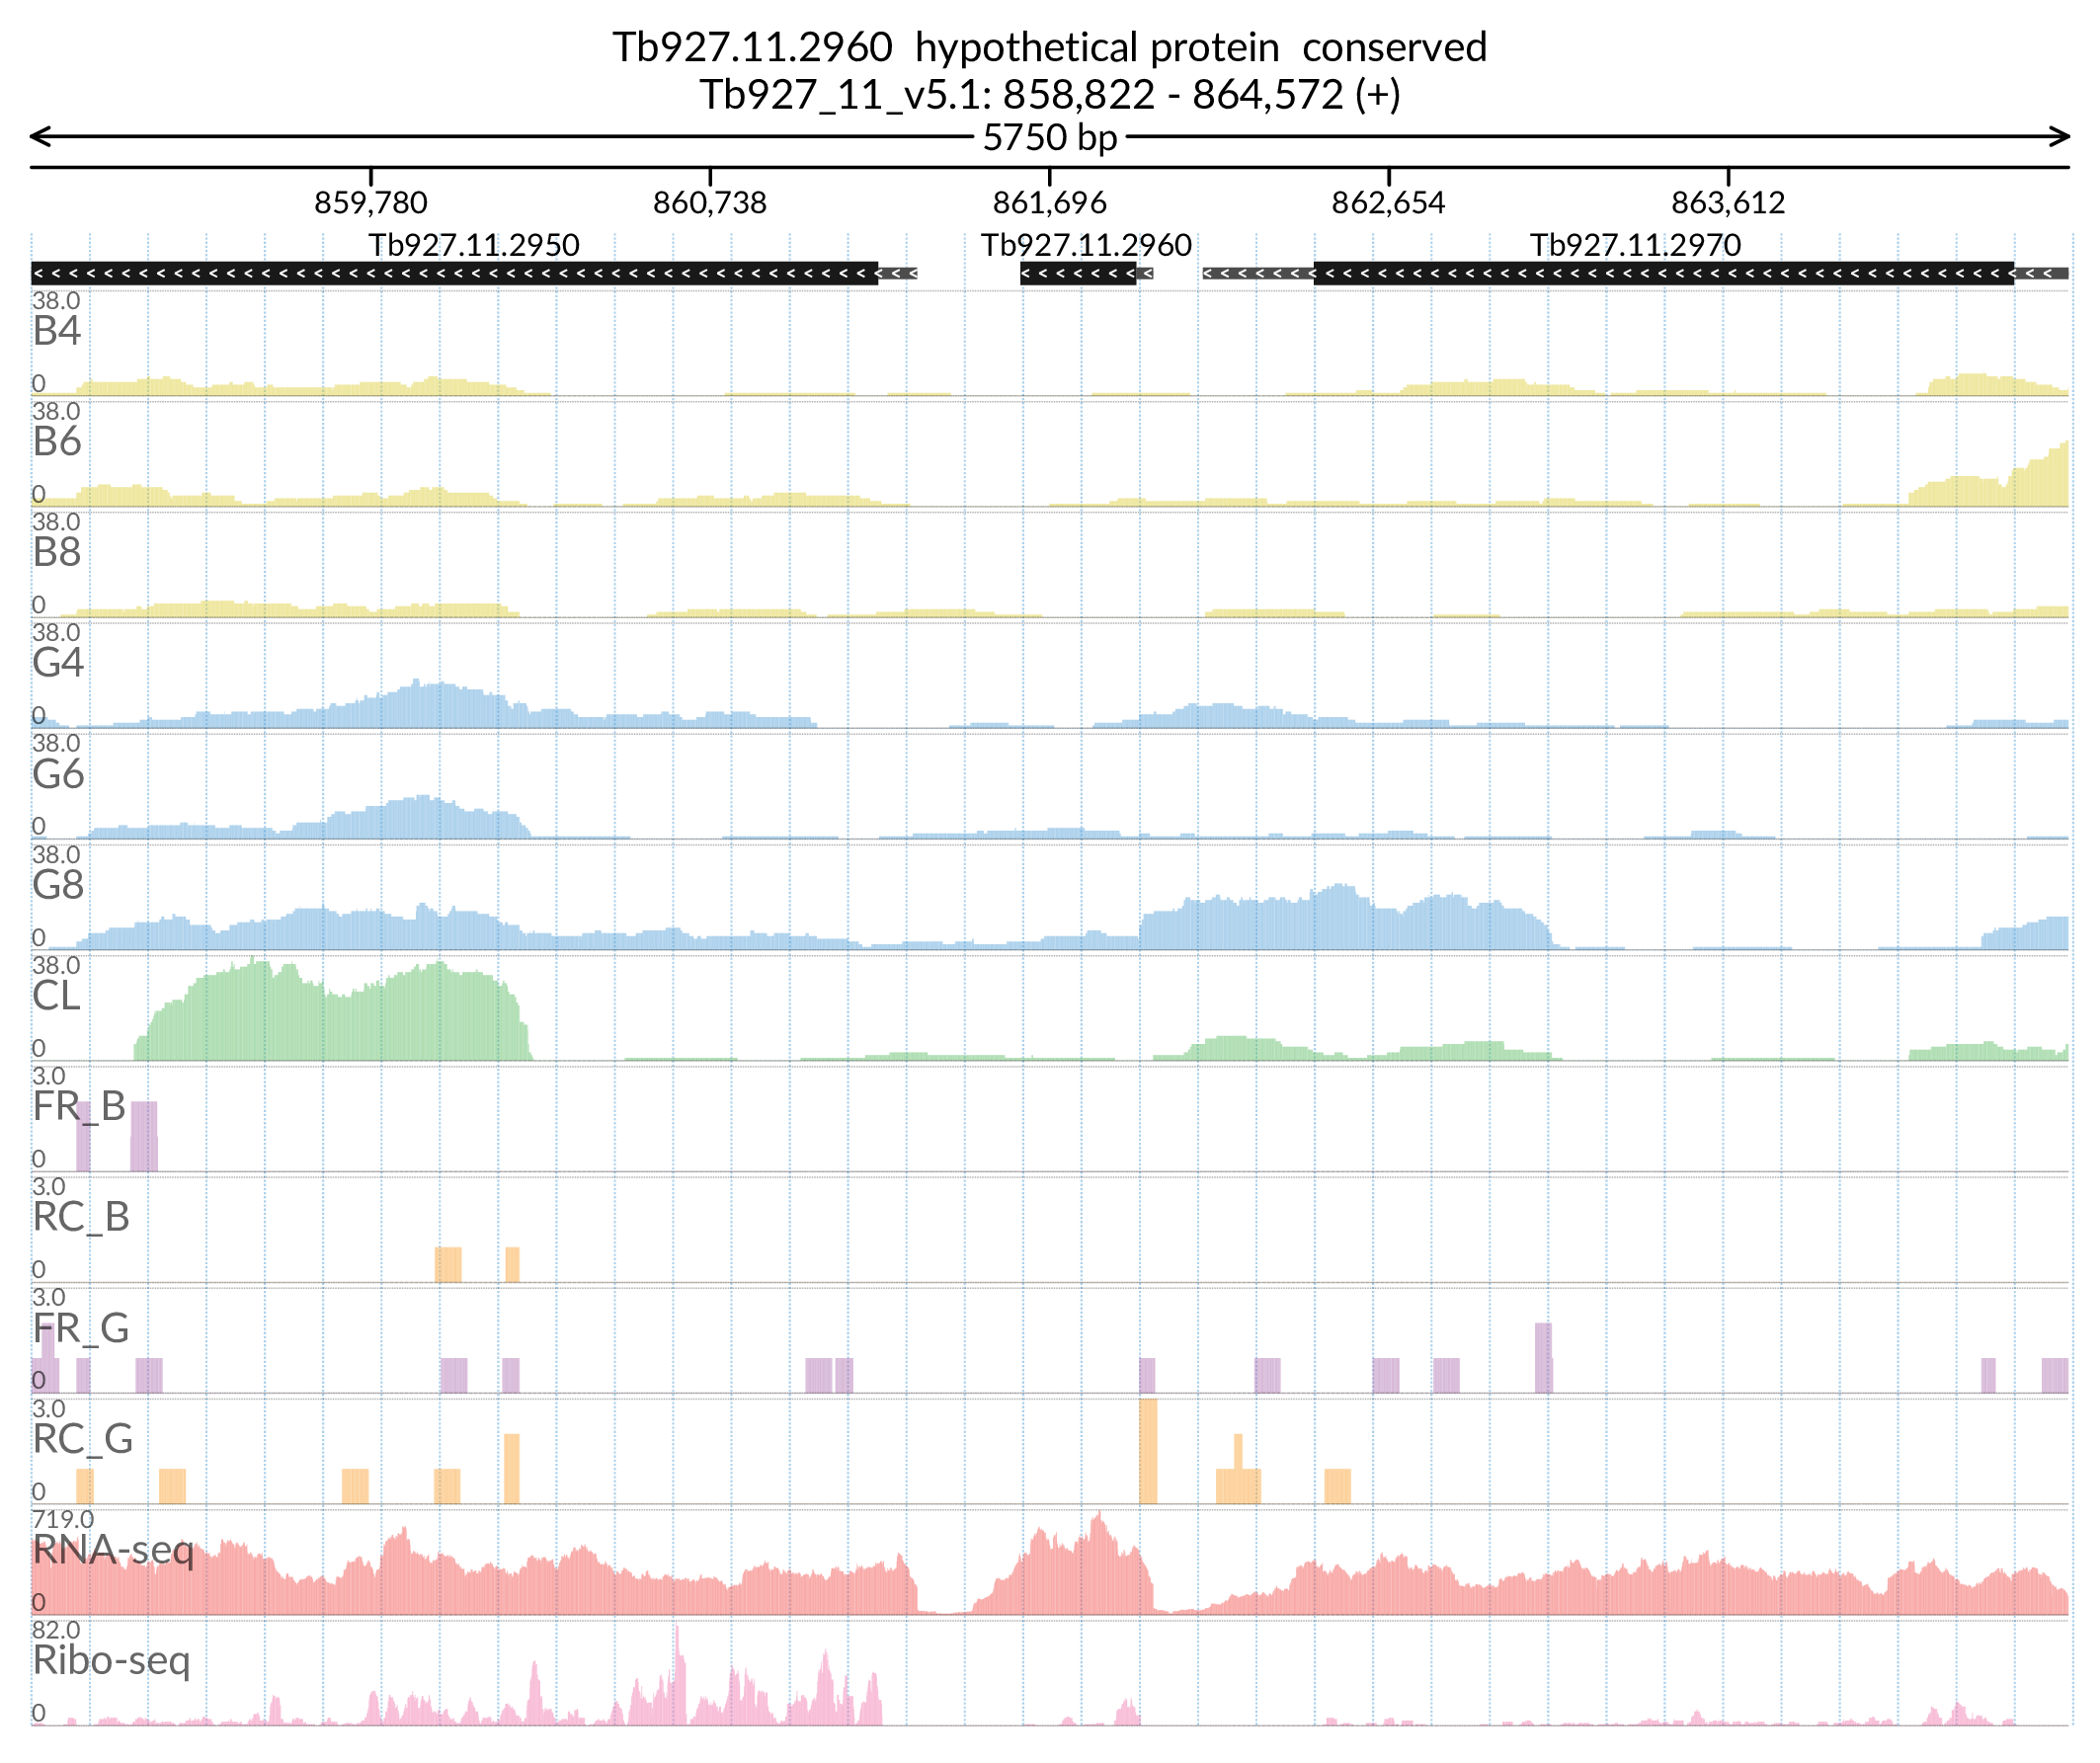 Tb927.11.2960  hypothetical protein  conserved
Tb927_11_v5.1: 858,822 - 864,572 (+)
5750 bp
859,780 860,738 861,696 862,654 863,612
Tb927.11.2950 Tb927.11.2960 Tb927.11.2970
38.0
B4
0
38.0
B6
0
38.0
B8
0
38.0
G4
0
38.0
G6
0
38.0
G8
0
38.0
CL
0
3.0
FR_B
0
3.0
RC_B
0
3.0
FR_G
0
3.0
RC_G
0
719.0
RNA-seq
0
82.0
Ribo-seq
0